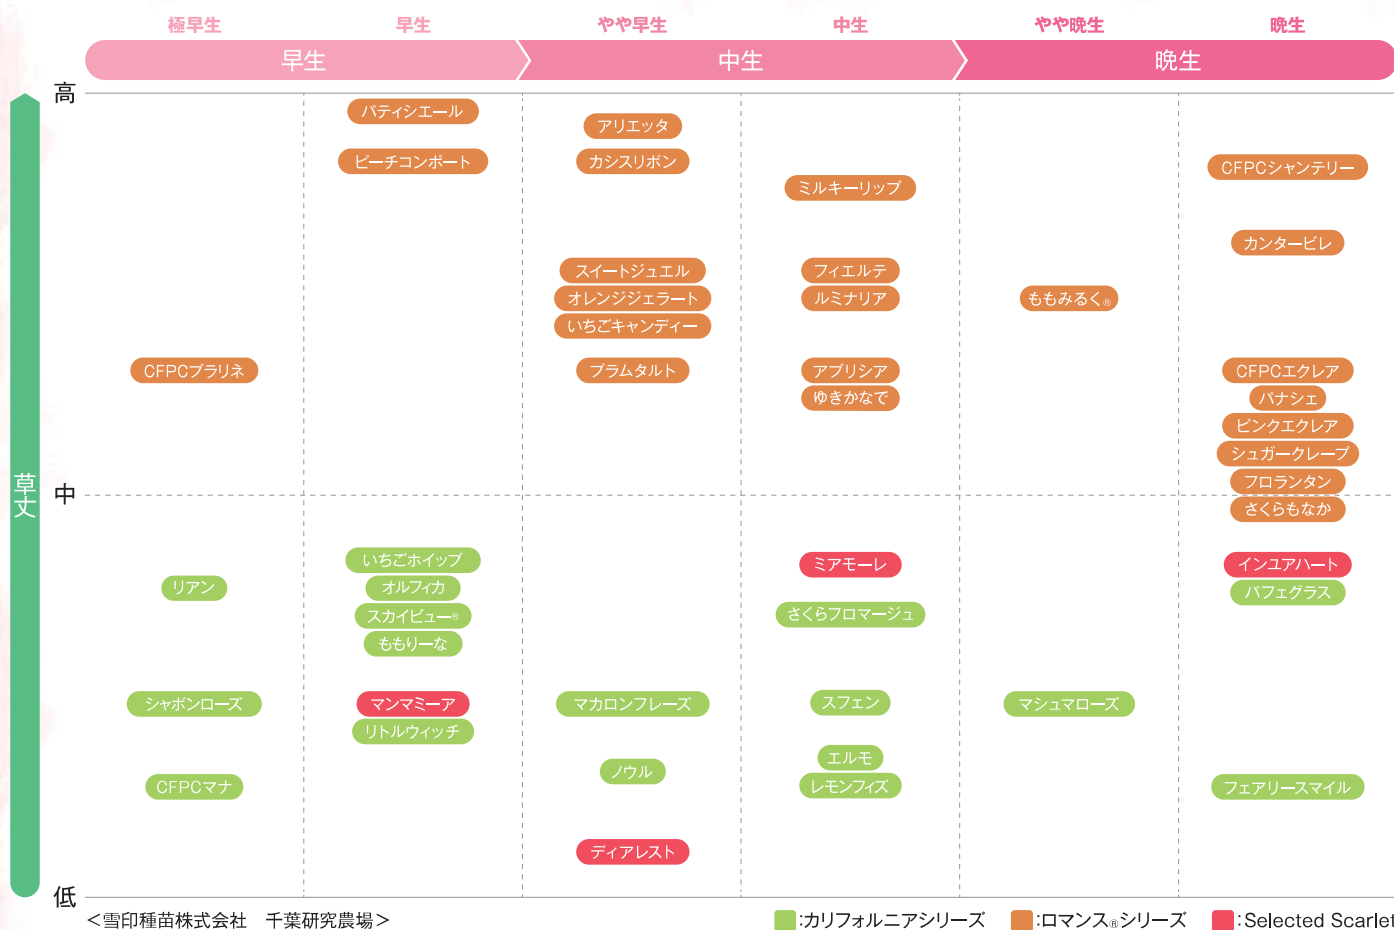 極早生 早生 やや早生 中生 やや晩生 晩生
早生 中生 晩生
高
パティシエール
アリエッタ
ピーチコンポート カシスリボン CFPCシャンテリー
ミルキーリップ
カンタービレ
スイートジュエル フィエルテ
オレンジジェラート ルミナリア ももみるく®
いちごキャンディー
CFPCプラリネ プラムタルト アプリシア CFPCエクレア
ゆきかなで パナシェ
ピンクエクレア
シュガークレープ
草丈
中
フロランタン
さくらもなか
いちごホイップ ミアモーレ インユアハート
リアン オルフィカ パフェグラス
スカイビュー® さくらフロマージュ
ももりーな
シャボンローズ マンマミーア マカロンフレーズ スフェン マシュマローズ
リトルウィッチ
エルモ
ノウル
CFPCマナ レモンフィズ フェアリースマイル
ディアレスト
低
＜雪印種苗株式会社　千葉研究農場＞ :カリフォルニアシリーズ :ロマンス®シリーズ :Selected Scarlet